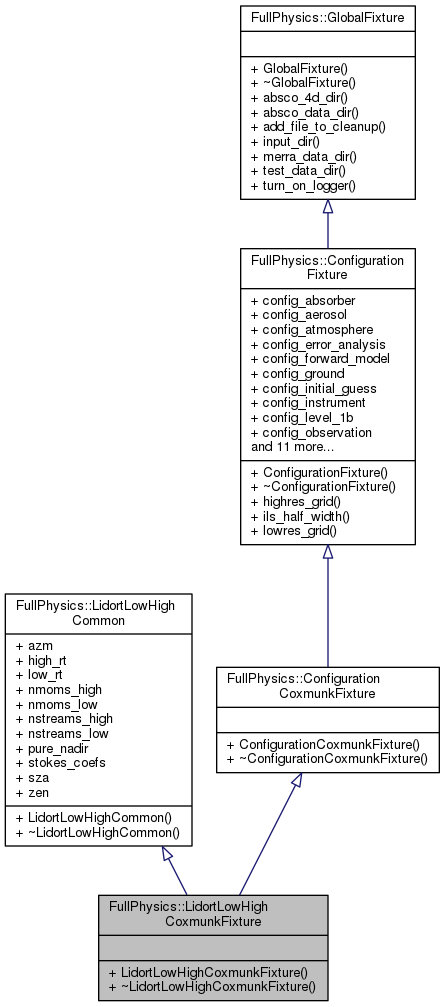 FullPhysics::GlobalFixture
+ GlobalFixture()
+ ~GlobalFixture()
+ absco_4d_dir()
+ absco_data_dir()
+ add_file_to_cleanup()
+ input_dir()
+ merra_data_dir()
+ test_data_dir()
+ turn_on_logger()
FullPhysics::Configuration
Fixture
+ config_absorber
+ config_aerosol
+ config_atmosphere
+ config_error_analysis
+ config_forward_model
+ config_ground
+ config_initial_guess
+ config_instrument
+ config_level_1b
+ config_observation
and 11 more...
+ ConfigurationFixture()
+ ~ConfigurationFixture()
+ highres_grid()
+ ils_half_width()
+ lowres_grid()
FullPhysics::LidortLowHigh
Common
+ azm
+ high_rt
+ low_rt
+ nmoms_high
+ nmoms_low
+ nstreams_high
+ nstreams_low
+ pure_nadir
+ stokes_coefs
+ sza
+ zen
+ LidortLowHighCommon()
+ ~LidortLowHighCommon()
FullPhysics::Configuration
CoxmunkFixture
+ ConfigurationCoxmunkFixture()
+ ~ConfigurationCoxmunkFixture()
FullPhysics::LidortLowHigh
CoxmunkFixture
+ LidortLowHighCoxmunkFixture()
+ ~LidortLowHighCoxmunkFixture()